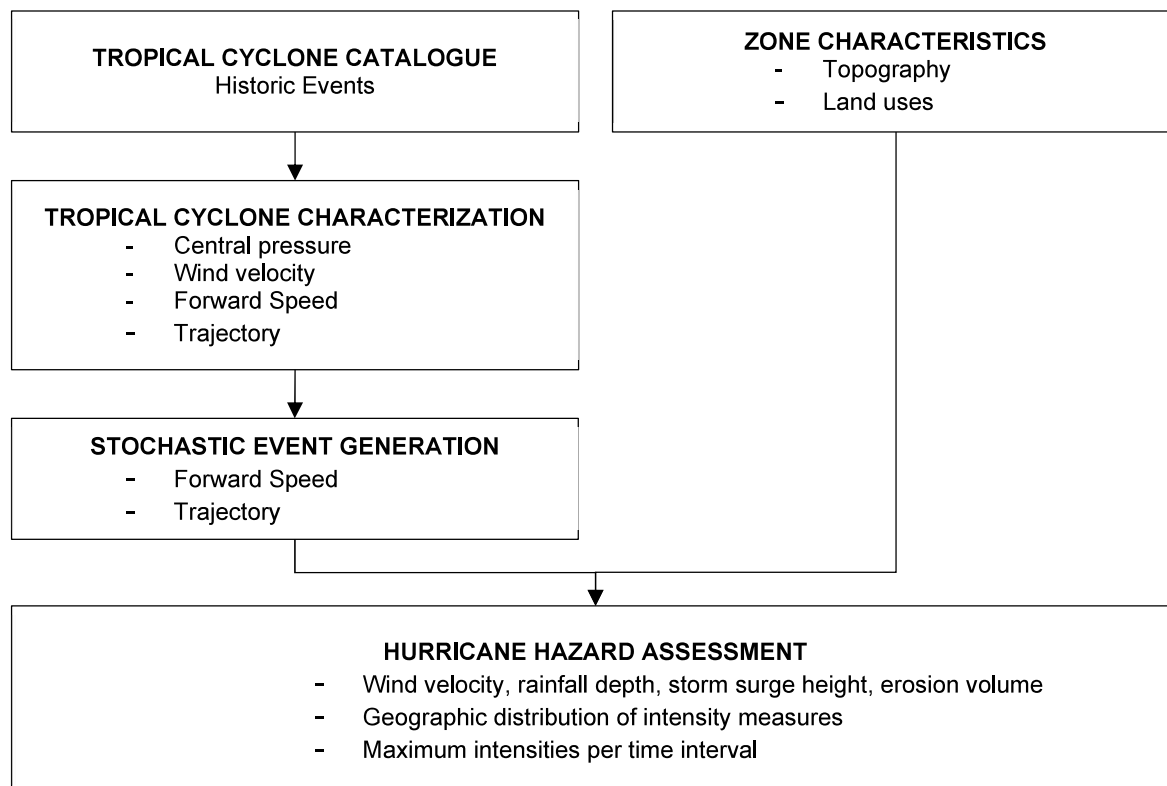 TROPICAL CYCLONE CATALOGUE
Historic Events
ZONE CHARACTERISTICS
- Topography
- Land uses
TROPICAL CYCLONE CHARACTERIZATION
- Central pressure
- Wind velocity
- Forward Speed
- Trajectory
STOCHASTIC EVENT GENERATION
- Forward Speed
- Trajectory
HURRICANE HAZARD ASSESSMENT
- Wind velocity, rainfall depth, storm surge height, erosion volume
- Geographic distribution of intensity measures
- Maximum intensities per time interval